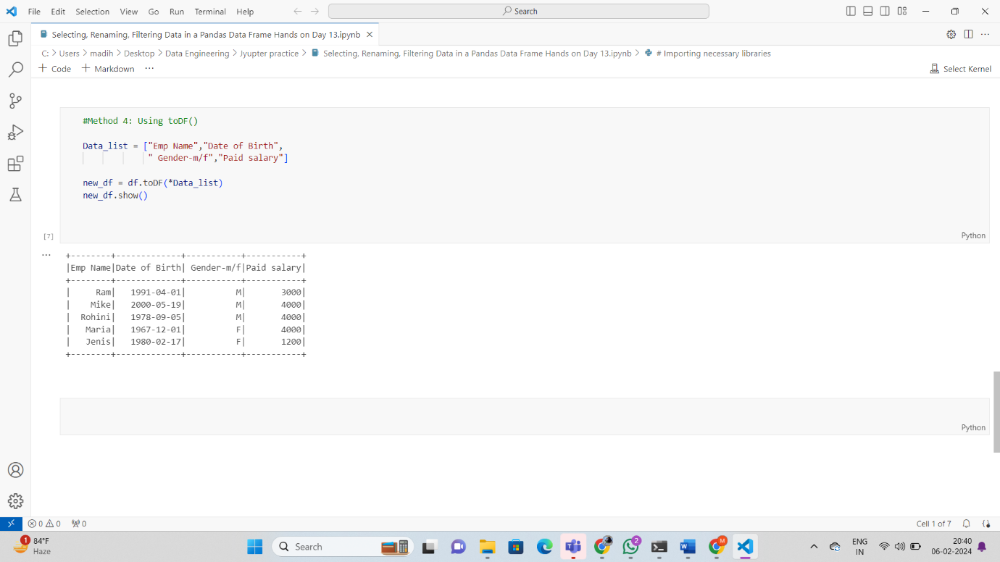 File Edit Selection View Go Run Terminal Help Search
Selecting, Renaming, Filtering Data in a Pandas Data Frame Hands on Day 13.ipynb
C: > Users > madih > Desktop > Data Engineering > Jyupter practice > Selecting, Renaming, Filtering Data in a Pandas Data Frame Hands on Day 13.ipynb > # Importing necessary libraries
+ Code + Markdown ... Select Kernel
#Method 4: Using toDF()
Data_list = ["Emp Name","Date of Birth",
" Gender-m/f","Paid salary"]
new_df = df.toDF(*Data_list)
new_df.show()
[7] Python
...
+--------+-------------+-----------+-----------+
|Emp Name|Date of Birth| Gender-m/f|Paid salary|
+--------+-------------+-----------+-----------+
|     Ram|   1991-04-01|          M|       3000|
|    Mike|   2000-05-19|          M|       4000|
|  Rohini|   1978-09-05|          M|       4000|
|   Maria|   1967-12-01|          F|       4000|
|   Jenis|   1980-02-17|          F|       1200|
+--------+-------------+-----------+-----------+
Python
0 0 0 Cell 1 of 7
1 84°F Search 2 M ENG 20:40
Haze IN 06-02-2024